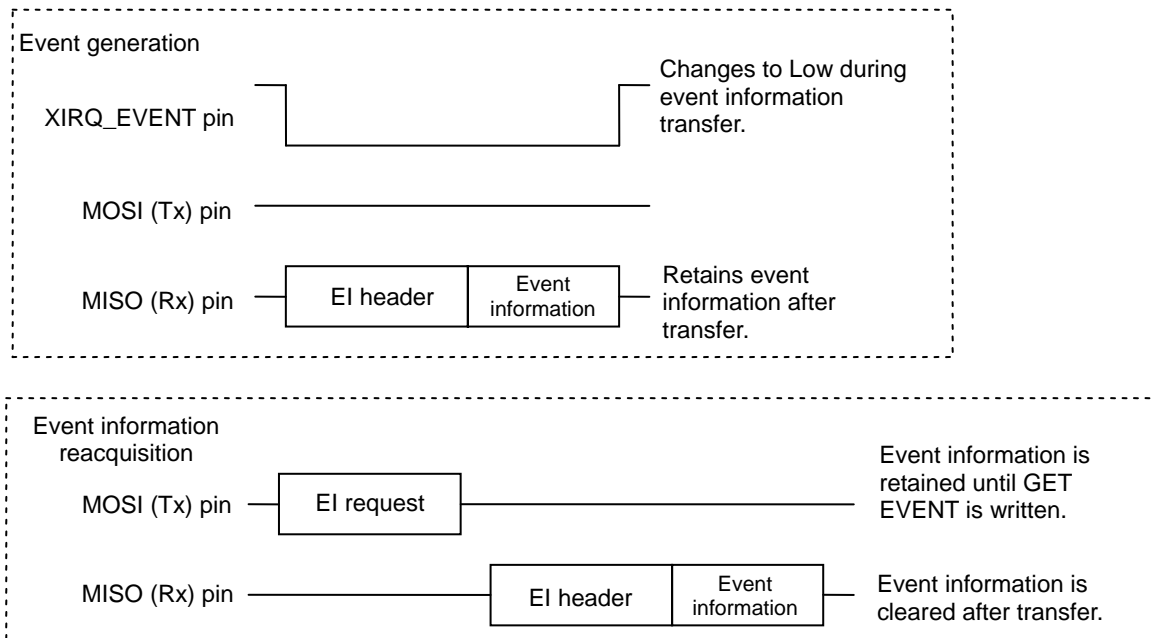 Event generation
XIRQ_EVENT pin
Changes to Low during
event information
transfer.
MOSI (Tx) pin
MISO (Rx) pin
EI header
Event
information
Retains event
information after
transfer.
Event information
reacquisition
MOSI (Tx) pin
EI request
Event information is
retained until GET
EVENT is written.
MISO (Rx) pin
EI header
Event
information
Event information is
cleared after transfer.